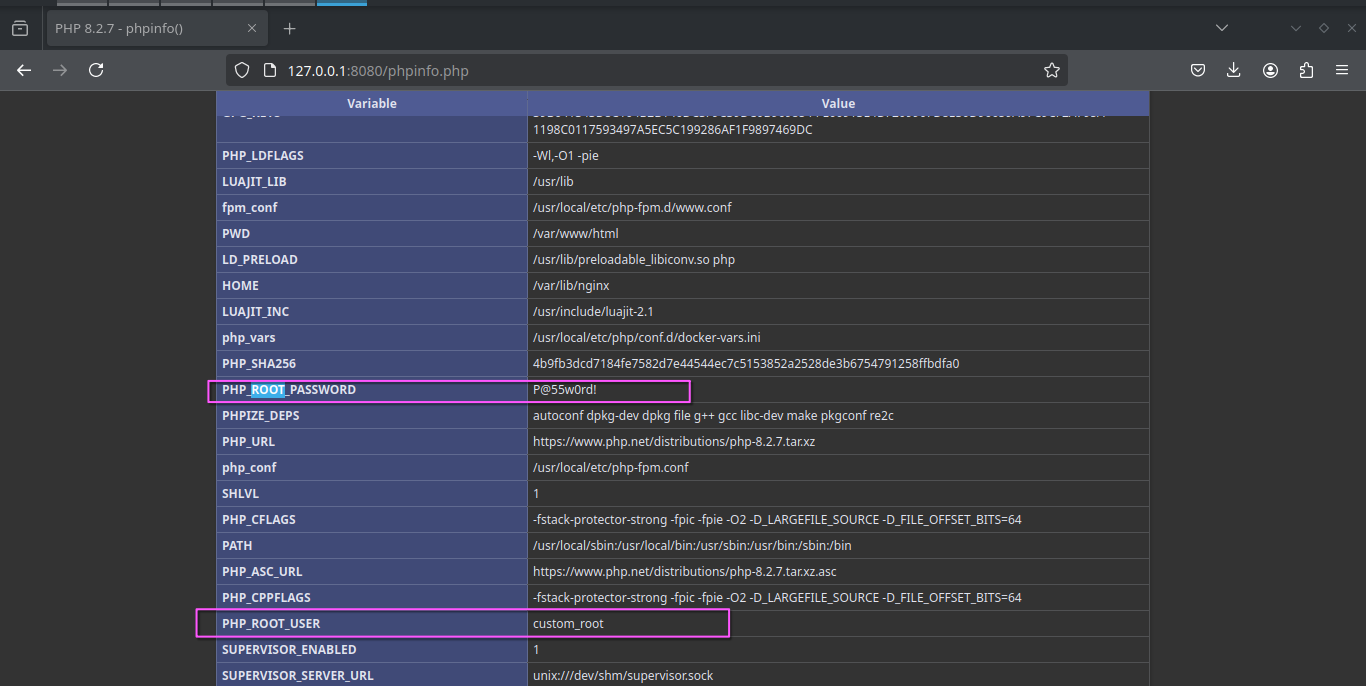 PHP 8.2.7 - phpinfo()
127.0.0.1:8080/phpinfo.php
Variable Value
1198C0117593497A5EC5C199286AF1F9897469DC
PHP_LDFLAGS -Wl,-O1 -pie
LUAJIT_LIB /usr/lib
fpm_conf /usr/local/etc/php-fpm.d/www.conf
PWD /var/www/html
LD_PRELOAD /usr/lib/preloadable_libiconv.so php
HOME /var/lib/nginx
LUAJIT_INC /usr/include/luajit-2.1
php_vars /usr/local/etc/php/conf.d/docker-vars.ini
PHP_SHA256 4b9fb3dcd7184fe7582d7e44544ec7c5153852a2528de3b6754791258ffbdfa0
PHP_ROOT_PASSWORD P@55w0rd!
PHPIZE_DEPS autoconf dpkg-dev dpkg file g++ gcc libc-dev make pkgconf re2c
PHP_URL https://www.php.net/distributions/php-8.2.7.tar.xz
php_conf /usr/local/etc/php-fpm.conf
SHLVL 1
PHP_CFLAGS -fstack-protector-strong -fpic -fpie -O2 -D_LARGEFILE_SOURCE -D_FILE_OFFSET_BITS=64
PATH /usr/local/sbin:/usr/local/bin:/usr/sbin:/usr/bin:/sbin:/bin
PHP_ASC_URL https://www.php.net/distributions/php-8.2.7.tar.xz.asc
PHP_CPPFLAGS -fstack-protector-strong -fpic -fpie -O2 -D_LARGEFILE_SOURCE -D_FILE_OFFSET_BITS=64
PHP_ROOT_USER custom_root
SUPERVISOR_ENABLED 1
SUPERVISOR_SERVER_URL unix:///dev/shm/supervisor.sock